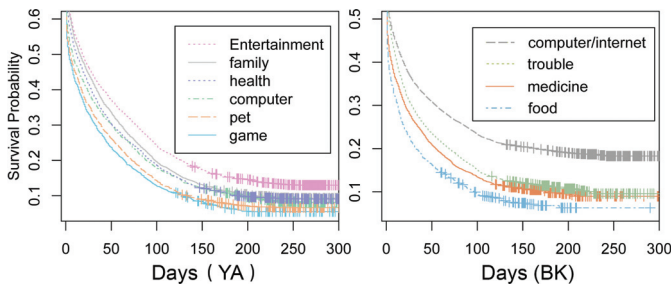 Survival Probability
0.6
0.5
0.4
0.3
0.2
0.1
Entertainment
family
health
computer
pet
game
0 50 100 150 200 250 300
Days ( YA )
0.5
0.4
0.3
0.2
0.1
computer/internet
trouble
medicine
food
0 50 100 150 200 250 300
Days (BK)